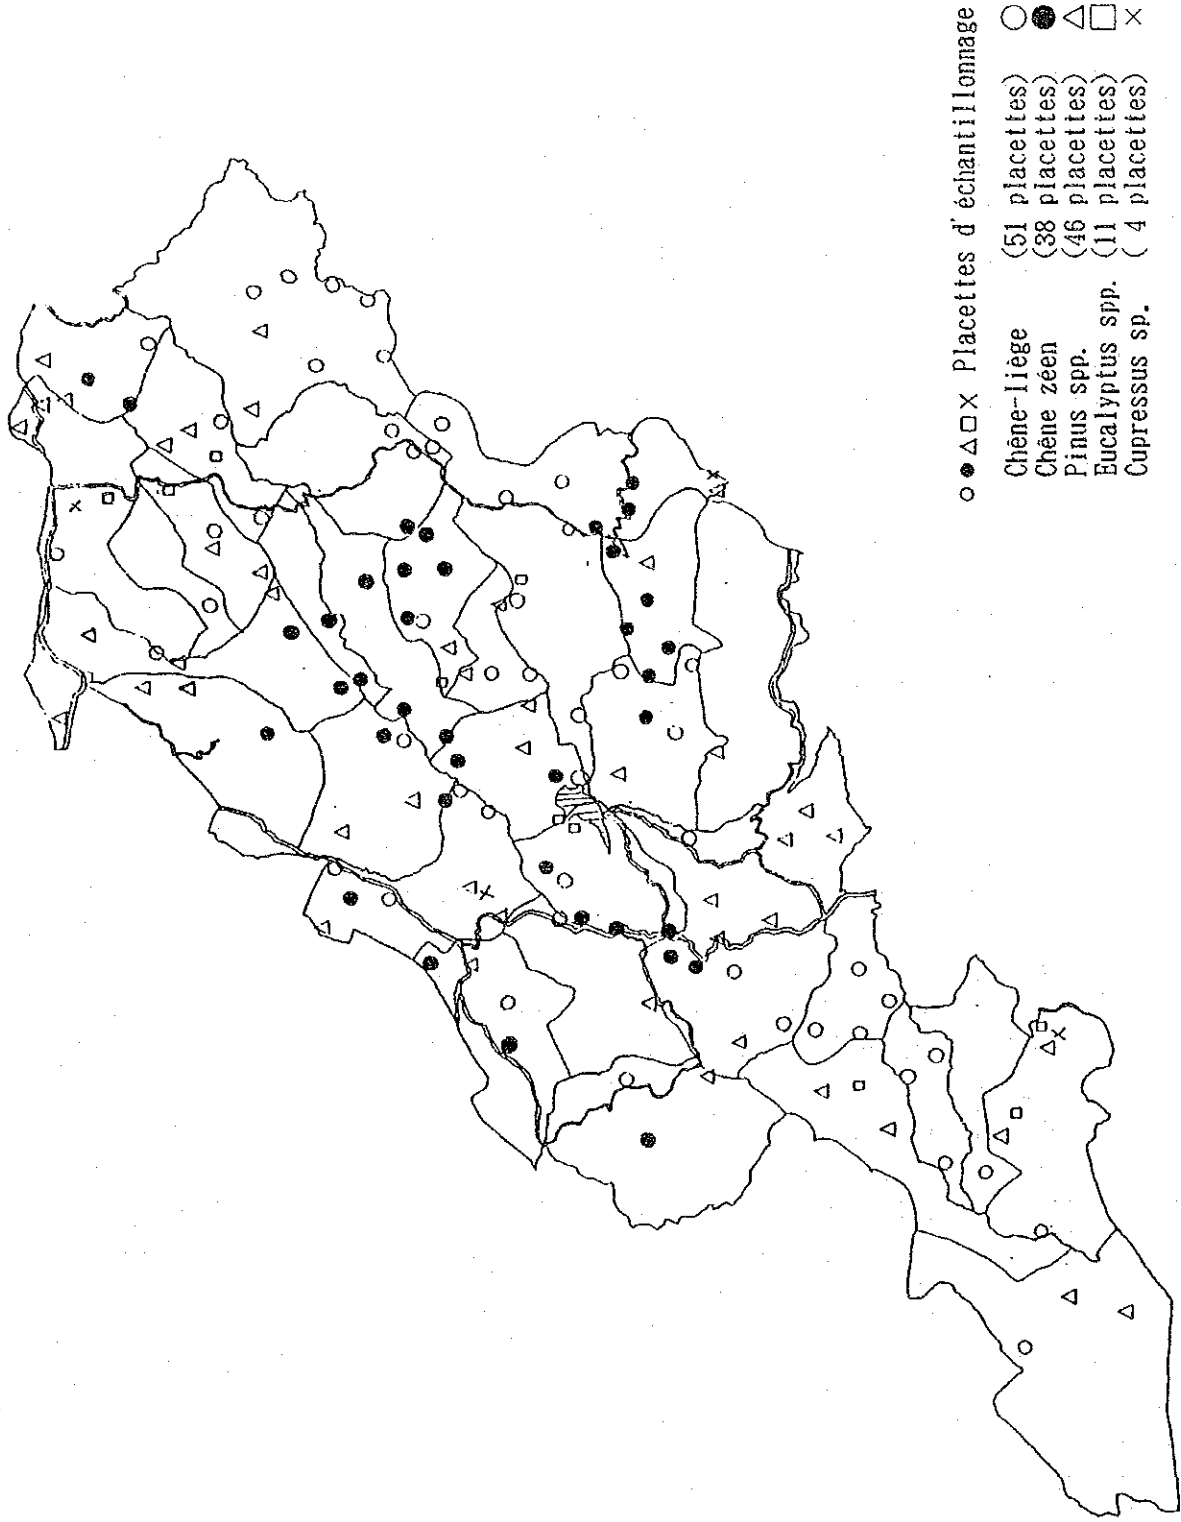 ○●△□× Placettes d'échantillonnage
Chêne-liège (51 placettes) ○
Chêne zéen (38 placettes) ●
Pinus spp. (46 placettes) △
Eucalyptus spp. (11 placettes) □
Cupressus sp. ( 4 placettes) ×